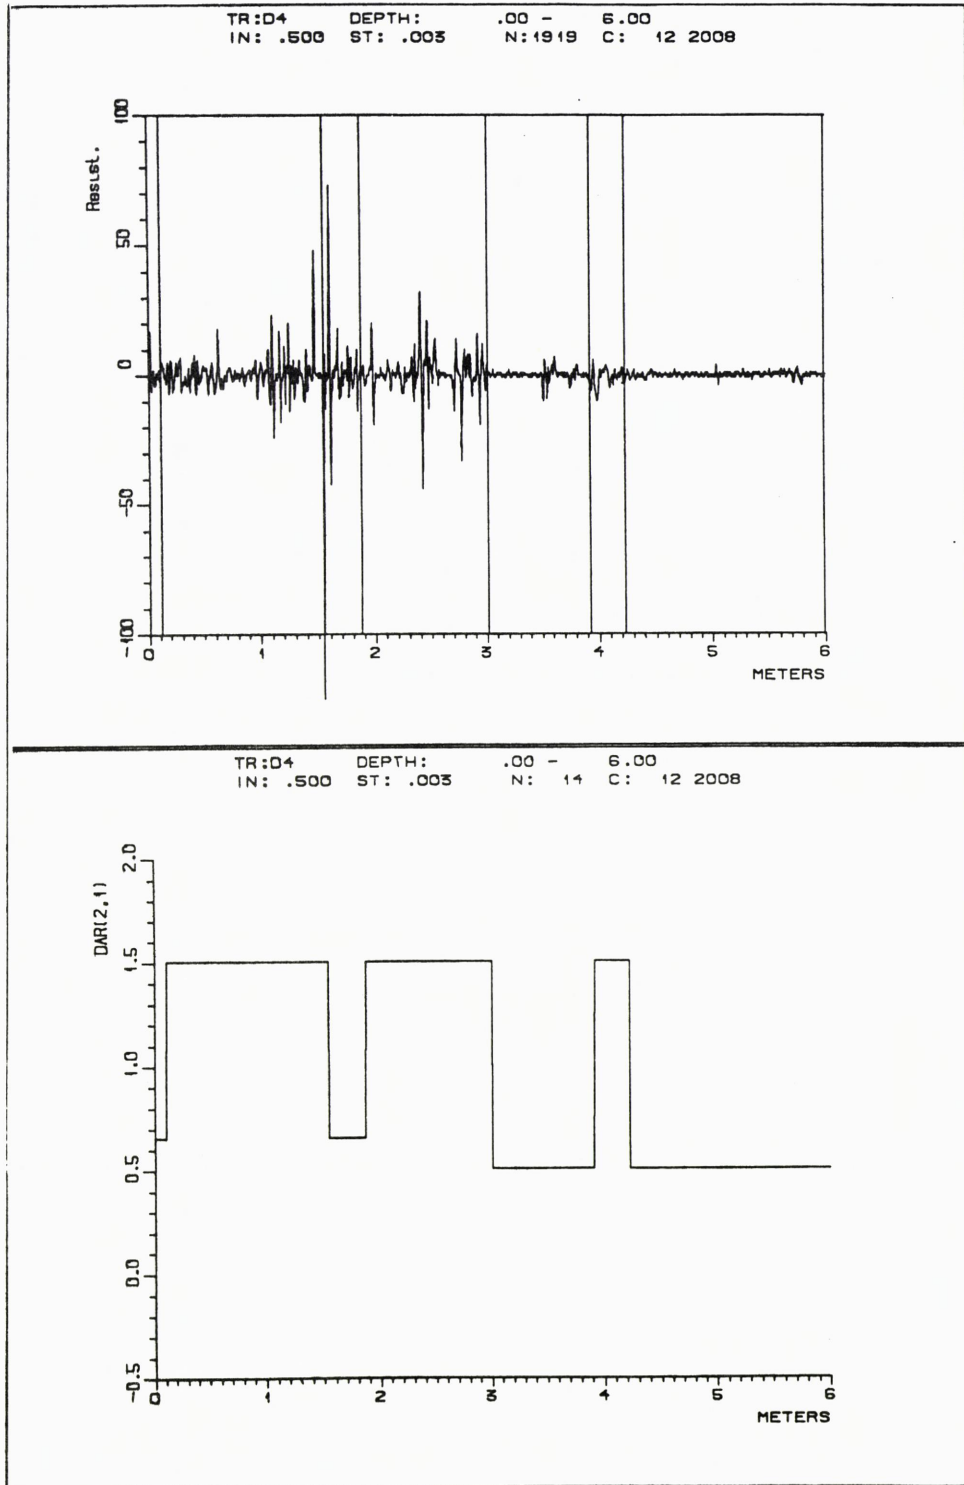 TR:D4 DEPTH: .00 - 6.00
IN: .500 ST: .003 N:1919 C: 12 2008
Resist.
100
50
0
-50
-100
0 1 2 3 4 5 6
METERS
TR:D4 DEPTH: .00 - 6.00
IN: .500 ST: .003 N: 14 C: 12 2008
DAR(2,1)
2.0
1.5
1.0
0.5
0.0
-0.5
0 1 2 3 4 5 6
METERS